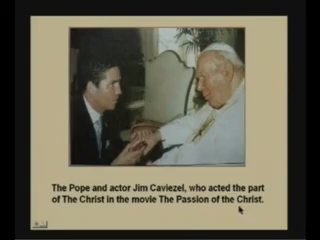 The Pope and actor Jim Caviezel, who acted the part
of The Christ in the movie The Passion of the Christ.